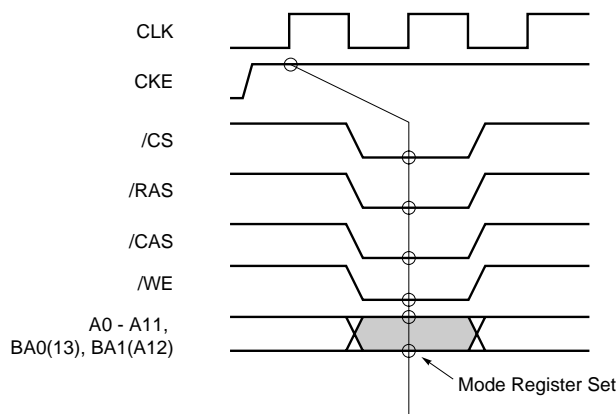 CLK
CKE
/CS
/RAS
/CAS
/WE
A0 - A11,
BA0(13), BA1(A12)
Mode Register Set